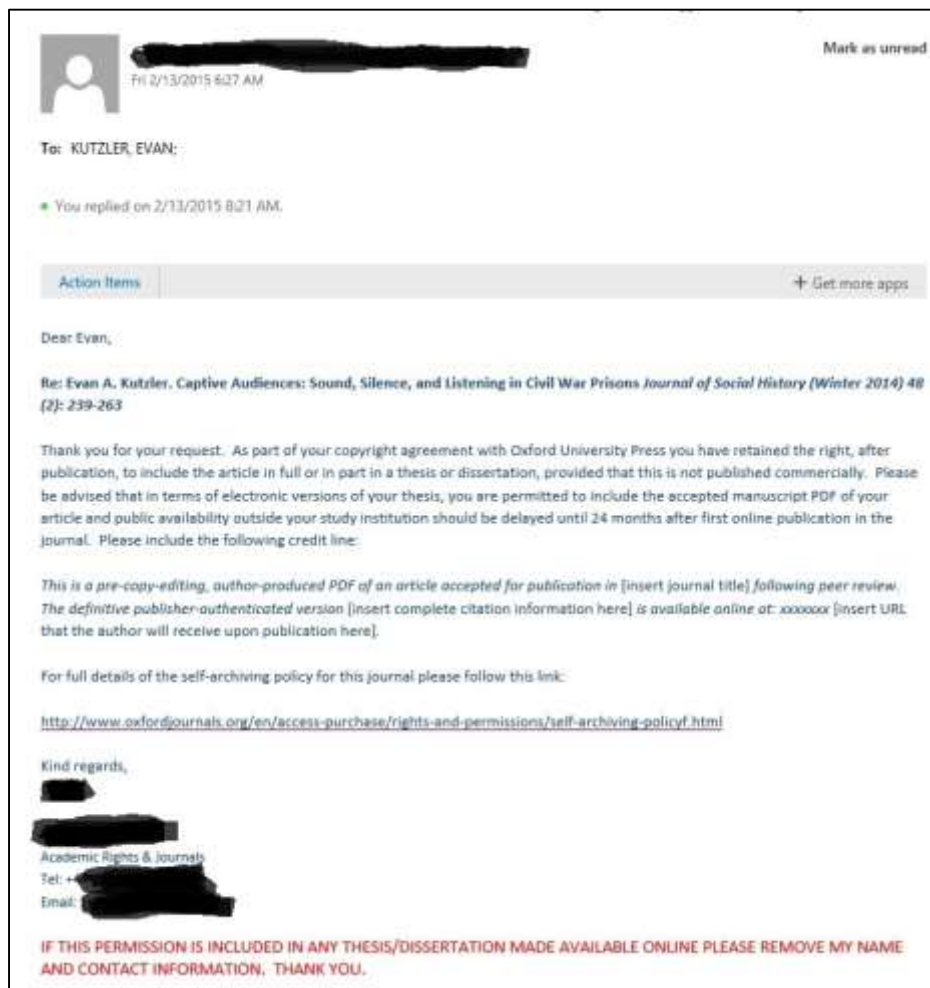 Mark as unread
Fri 2/13/2015 6:27 AM
To: KUTZLER, EVAN;
You replied on 2/13/2015 8:21 AM.
Action Items
+ Get more apps
Dear Evan,
Re: Evan A. Kutzler. Captive Audiences: Sound, Silence, and Listening in Civil War Prisons Journal of Social History (Winter 2014) 48
(2): 239-263
Thank you for your request. As part of your copyright agreement with Oxford University Press you have retained the right, after
publication, to include the article in full or in part in a thesis or dissertation, provided that this is not published commercially. Please
be advised that in terms of electronic versions of your thesis, you are permitted to include the accepted manuscript PDF of your
article and public availability outside your study institution should be delayed until 24 months after first online publication in the
journal. Please include the following credit line:
This is a pre-copy-editing, author-produced PDF of an article accepted for publication in [insert journal title] following peer review.
The definitive publisher-authenticated version [insert complete citation information here] is available online at: xxxxxxx [insert URL
that the author will receive upon publication here].
For full details of the self-archiving policy for this journal please follow this link:
http://www.oxfordjournals.org/en/access-purchase/rights-and-permissions/self-archiving-policyf.html
Kind regards,
Academic Rights & Journals
Tel: +
Email:
IF THIS PERMISSION IS INCLUDED IN ANY THESIS/DISSERTATION MADE AVAILABLE ONLINE PLEASE REMOVE MY NAME
AND CONTACT INFORMATION. THANK YOU.